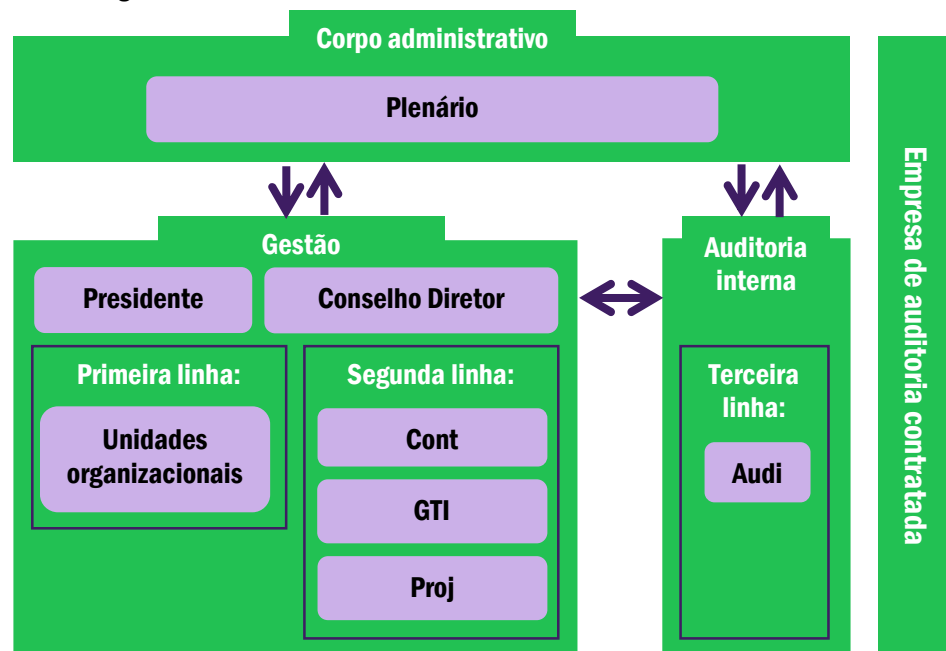 Corpo administrativo
Plenário
Gestão
Presidente
Conselho Diretor
Primeira linha:
Unidades
organizacionais
Segunda linha:
Cont
GTI
Proj
Auditoria
interna
Terceira
linha:
Audi
Empresa de auditoria contratada